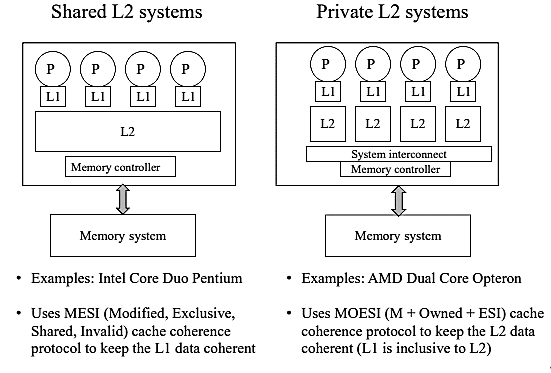 Shared L2 systems
P P P P
L1 L1 L1 L1
L2
Memory controller
Memory system
• Examples: Intel Core Duo Pentium
• Uses MESI (Modified, Exclusive,
Shared, Invalid) cache coherence
protocol to keep the L1 data coherent
Private L2 systems
P P P P
L1 L1 L1 L1
L2 L2 L2 L2
System interconnect
Memory controller
Memory system
• Examples: AMD Dual Core Opteron
• Uses MOESI (M + Owned + ESI) cache
coherence protocol to keep the L2 data
coherent (L1 is inclusive to L2)